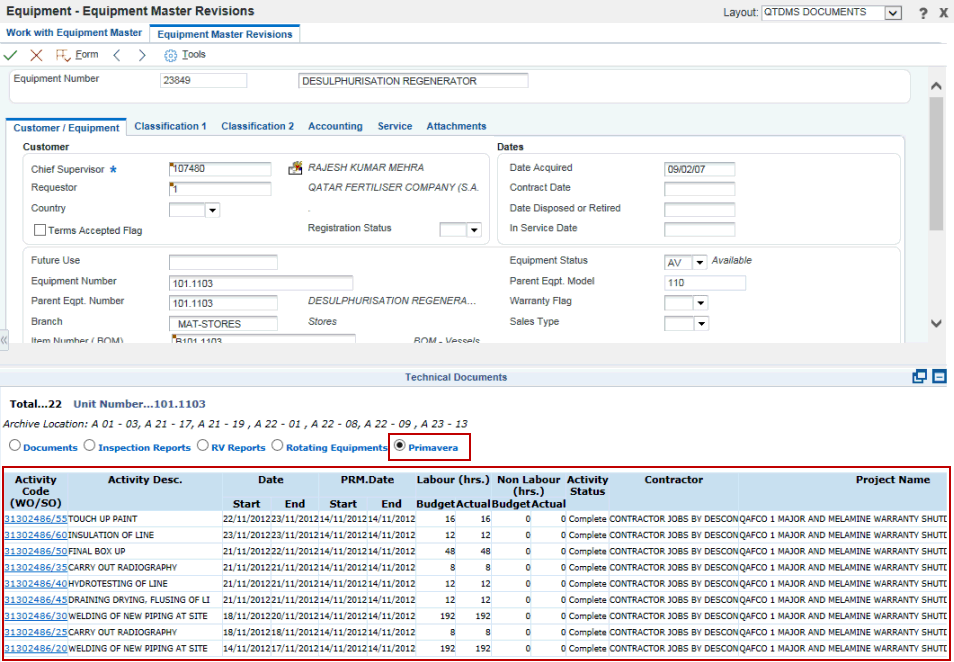 Equipment - Equipment Master Revisions
Layout: QTDMS DOCUMENTS ? X
Work with Equipment Master Equipment Master Revisions
Form Tools
Equipment Number 23849 DESULPHURISATION REGENERATOR
Customer / Equipment Classification 1 Classification 2 Accounting Service Attachments
Customer Dates
Chief Supervisor * 107480 RAJESH KUMAR MEHRA Date Acquired 09/02/07
Requestor 1 QATAR FERTILISER COMPANY (S.A. Contract Date
Country . Date Disposed or Retired
Terms Accepted Flag Registration Status In Service Date
Future Use Equipment Status AV Available
Equipment Number 101.1103 Parent Eqpt. Model 110
Parent Eqpt. Number 101.1103 DESULPHURISATION REGENERA... Warranty Flag
Branch MAT-STORES Stores Sales Type
Item Number ( BOM) B101.1103 BOM - Vessels
Technical Documents
Total...22 Unit Number...101.1103
Archive Location: A 01 - 03, A 21 - 17, A 21 - 19 , A 22 - 01 , A 22 - 08, A 22 - 09 , A 23 - 13
Documents Inspection Reports RV Reports Rotating Equipments Primavera
Activity Code (WO/SO) Activity Desc. Date PRM.Date Labour (hrs.) Non Labour (hrs.) Activity Status Contractor Project Name
Start End Start End Budget Actual Budget Actual
31302486/55 TOUCH UP PAINT 22/11/2012 23/11/2012 14/11/2012 14/11/2012 16 16 0 0 Complete CONTRACTOR JOBS BY DESCON QAFCO 1 MAJOR AND MELAMINE WARRANTY SHUTD
31302486/60 INSULATION OF LINE 23/11/2012 23/11/2012 14/11/2012 14/11/2012 12 12 0 0 Complete CONTRACTOR JOBS BY DESCON QAFCO 1 MAJOR AND MELAMINE WARRANTY SHUTD
31302486/50 FINAL BOX UP 21/11/2012 22/11/2012 14/11/2012 14/11/2012 48 48 0 0 Complete CONTRACTOR JOBS BY DESCON QAFCO 1 MAJOR AND MELAMINE WARRANTY SHUTD
31302486/35 CARRY OUT RADIOGRAPHY 21/11/2012 21/11/2012 14/11/2012 14/11/2012 8 8 0 0 Complete CONTRACTOR JOBS BY DESCON QAFCO 1 MAJOR AND MELAMINE WARRANTY SHUTD
31302486/40 HYDROTESTING OF LINE 21/11/2012 21/11/2012 14/11/2012 14/11/2012 12 12 0 0 Complete CONTRACTOR JOBS BY DESCON QAFCO 1 MAJOR AND MELAMINE WARRANTY SHUTD
31302486/45 DRAINING DRYING, FLUSING OF LI 21/11/2012 21/11/2012 14/11/2012 14/11/2012 12 12 0 0 Complete CONTRACTOR JOBS BY DESCON QAFCO 1 MAJOR AND MELAMINE WARRANTY SHUTD
31302486/30 WELDING OF NEW PIPING AT SITE 18/11/2012 20/11/2012 14/11/2012 14/11/2012 192 192 0 0 Complete CONTRACTOR JOBS BY DESCON QAFCO 1 MAJOR AND MELAMINE WARRANTY SHUTD
31302486/25 CARRY OUT RADIOGRAPHY 18/11/2012 18/11/2012 14/11/2012 14/11/2012 8 8 0 0 Complete CONTRACTOR JOBS BY DESCON QAFCO 1 MAJOR AND MELAMINE WARRANTY SHUTD
31302486/20 WELDING OF NEW PIPING AT SITE 14/11/2012 17/11/2012 14/11/2012 14/11/2012 192 192 0 0 Complete CONTRACTOR JOBS BY DESCON QAFCO 1 MAJOR AND MELAMINE WARRANTY SHUTD